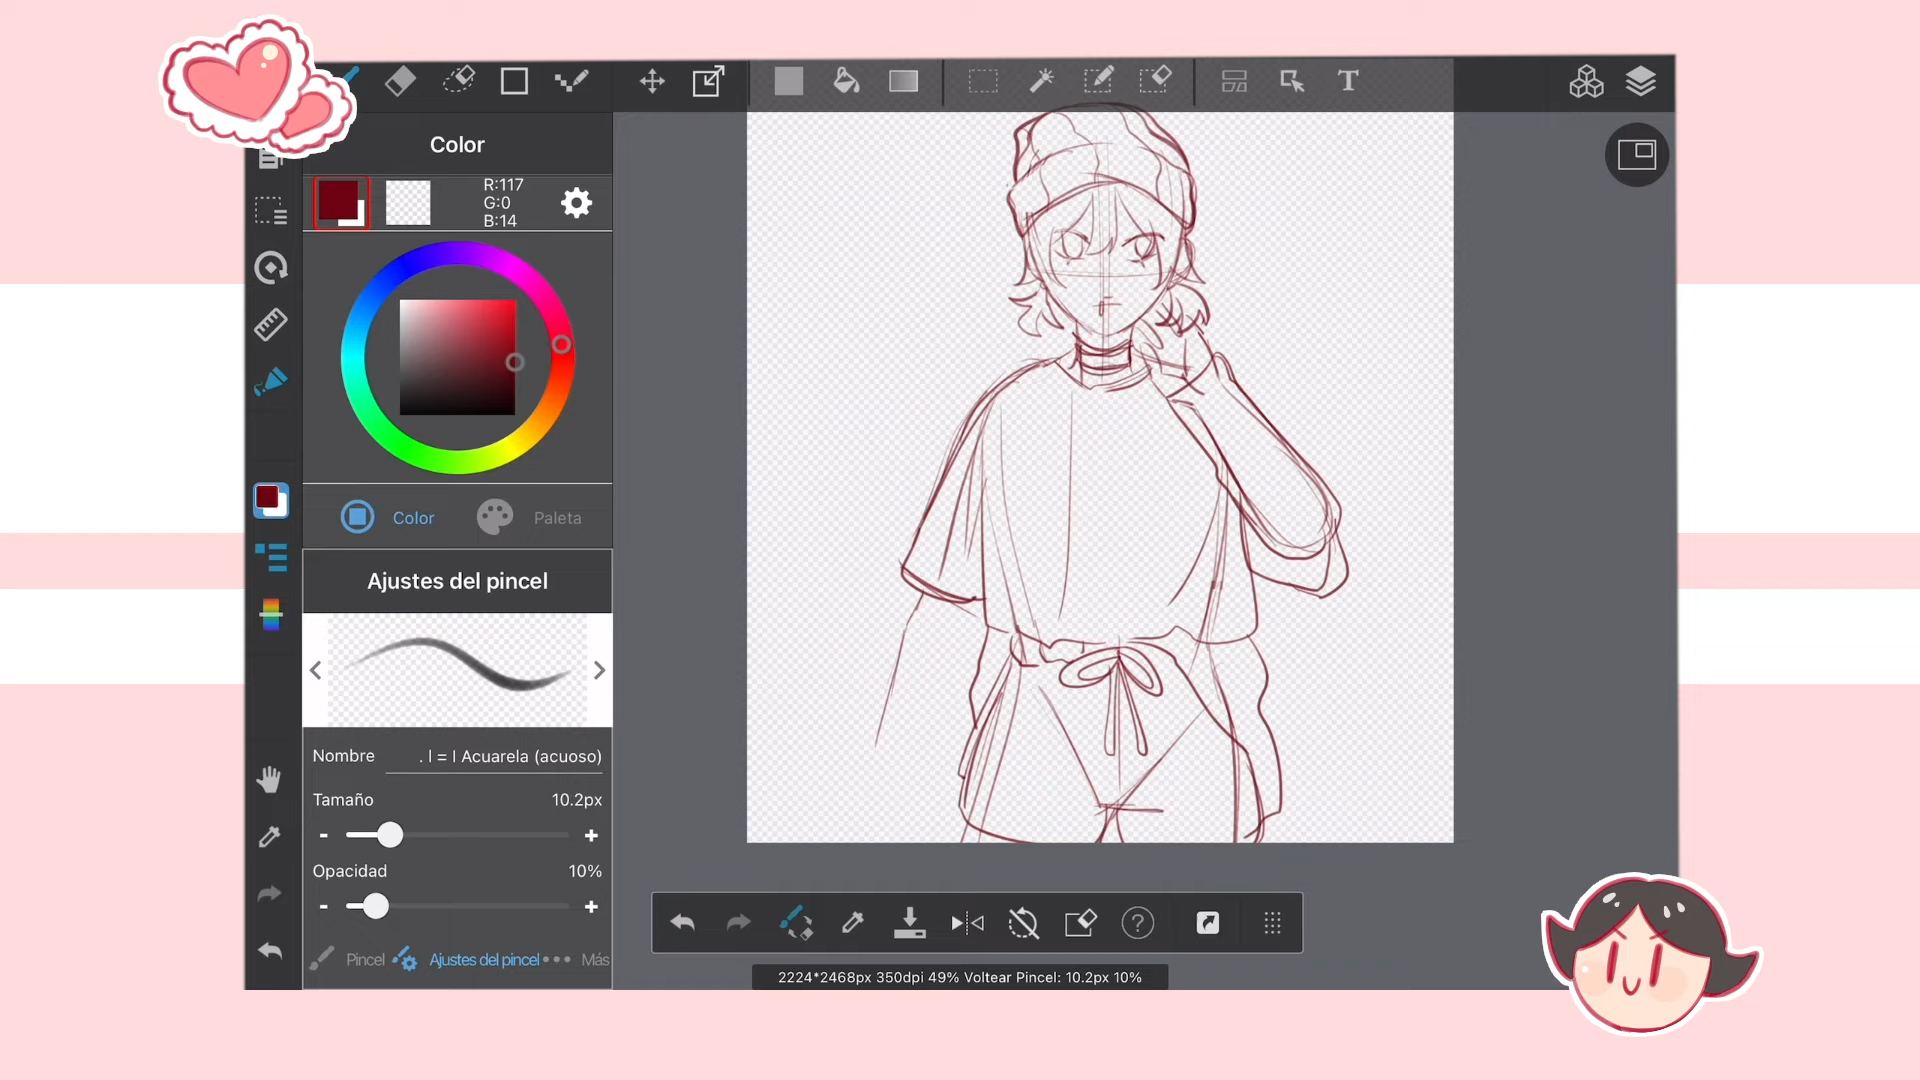 Color
R:117
G:0
B:14
Color
Paleta
Ajustes del pincel
Nombre
. l = l Acuarela (acuoso)
Tamaño
10.2px
-
+
Opacidad
10%
-
+
Pincel
Ajustes del pincel
Más
2224*2468px 350dpi 49% Voltear Pincel: 10.2px 10%